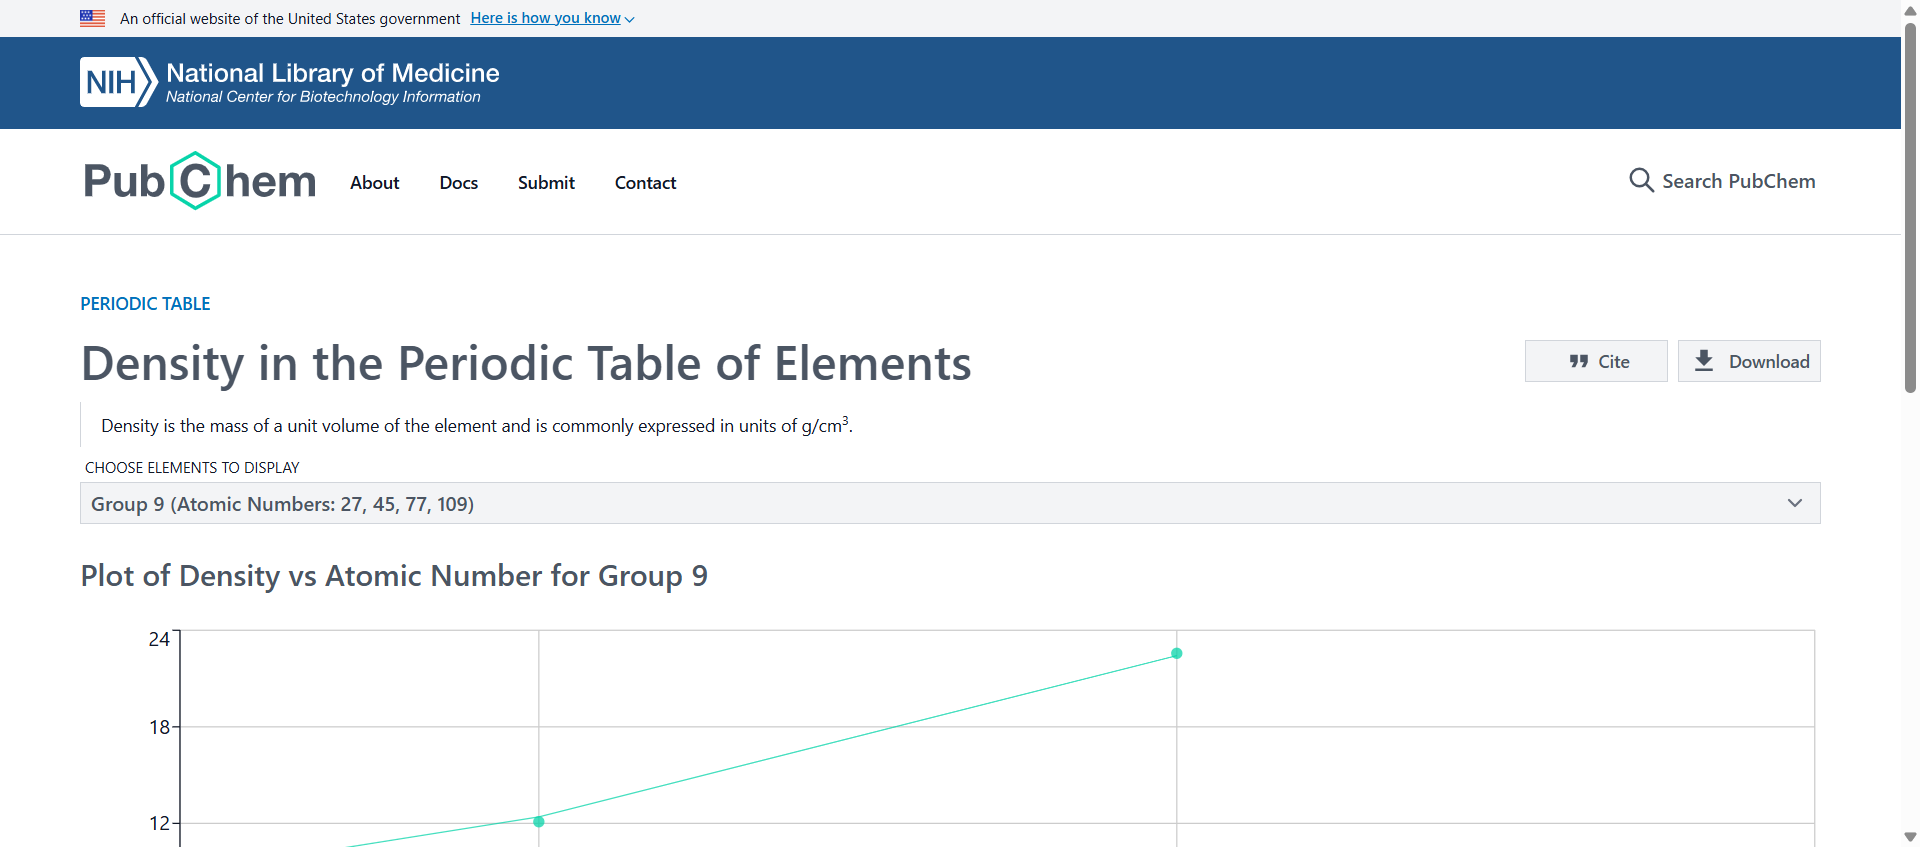 An official website of the United States government Here is how you know
NIH National Library of Medicine
National Center for Biotechnology Information
PubChem About Docs Submit Contact Search PubChem
PERIODIC TABLE
Density in the Periodic Table of Elements
Cite Download
Density is the mass of a unit volume of the element and is commonly expressed in units of g/cm³.
CHOOSE ELEMENTS TO DISPLAY
Group 9 (Atomic Numbers: 27, 45, 77, 109)
Plot of Density vs Atomic Number for Group 9
24
18
12